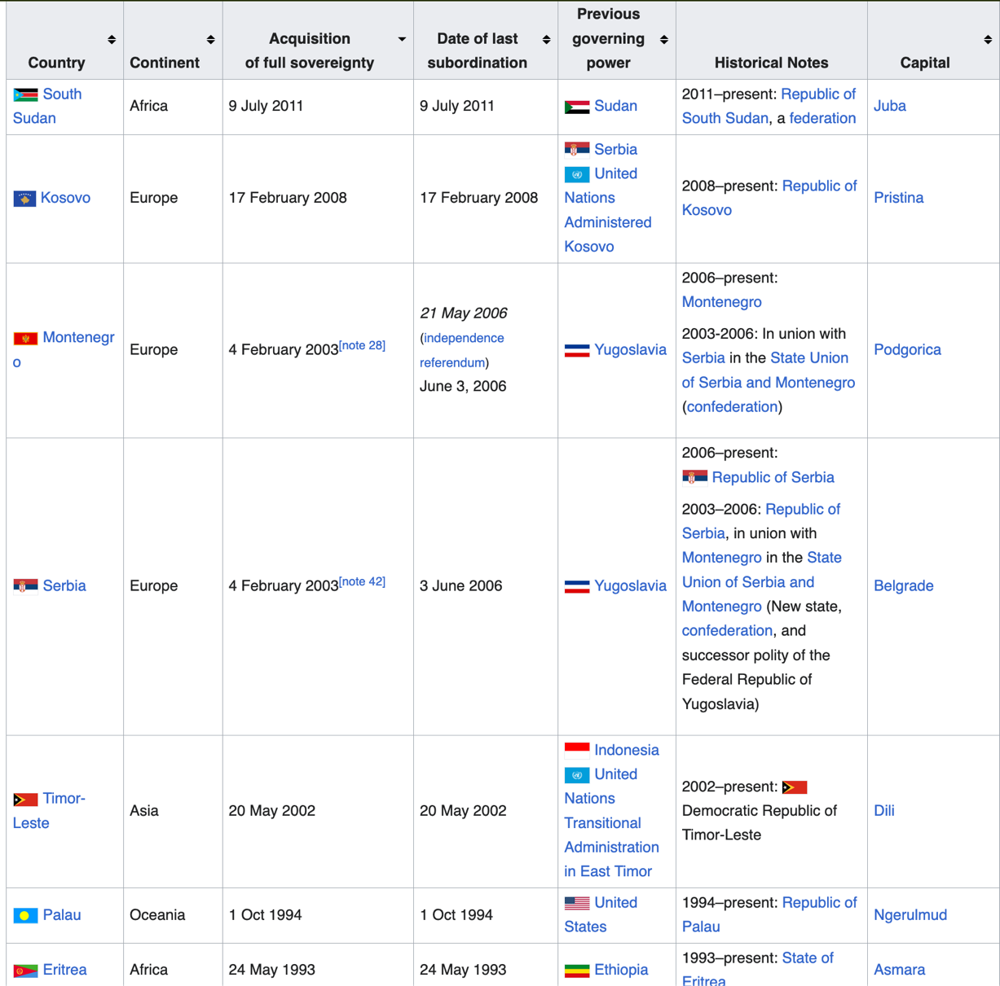 Country
Continent
Acquisition
of full sovereignty
Date of last
subordination
Previous
governing
power
Historical Notes
Capital
South
Sudan
Africa
9 July 2011
9 July 2011
Sudan
2011–present: Republic of
South Sudan, a federation
Juba
Kosovo
Europe
17 February 2008
17 February 2008
Serbia
United
Nations
Administered
Kosovo
2008–present: Republic of
Kosovo
Pristina
Montenegr
o
Europe
4 February 2003[note 28]
21 May 2006
(independence
referendum)
June 3, 2006
Yugoslavia
2006–present:
Montenegro
2003-2006: In union with
Serbia in the State Union
of Serbia and Montenegro
(confederation)
Podgorica
Serbia
Europe
4 February 2003[note 42]
3 June 2006
Yugoslavia
2006–present:
Republic of Serbia
2003–2006: Republic of
Serbia, in union with
Montenegro in the State
Union of Serbia and
Montenegro (New state,
confederation, and
successor polity of the
Federal Republic of
Yugoslavia)
Belgrade
Timor-
Leste
Asia
20 May 2002
20 May 2002
Indonesia
United
Nations
Transitional
Administration
in East Timor
2002–present:
Democratic Republic of
Timor-Leste
Dili
Palau
Oceania
1 Oct 1994
1 Oct 1994
United
States
1994–present: Republic of
Palau
Ngerulmud
Eritrea
Africa
24 May 1993
24 May 1993
Ethiopia
1993–present: State of
Eritrea
Asmara